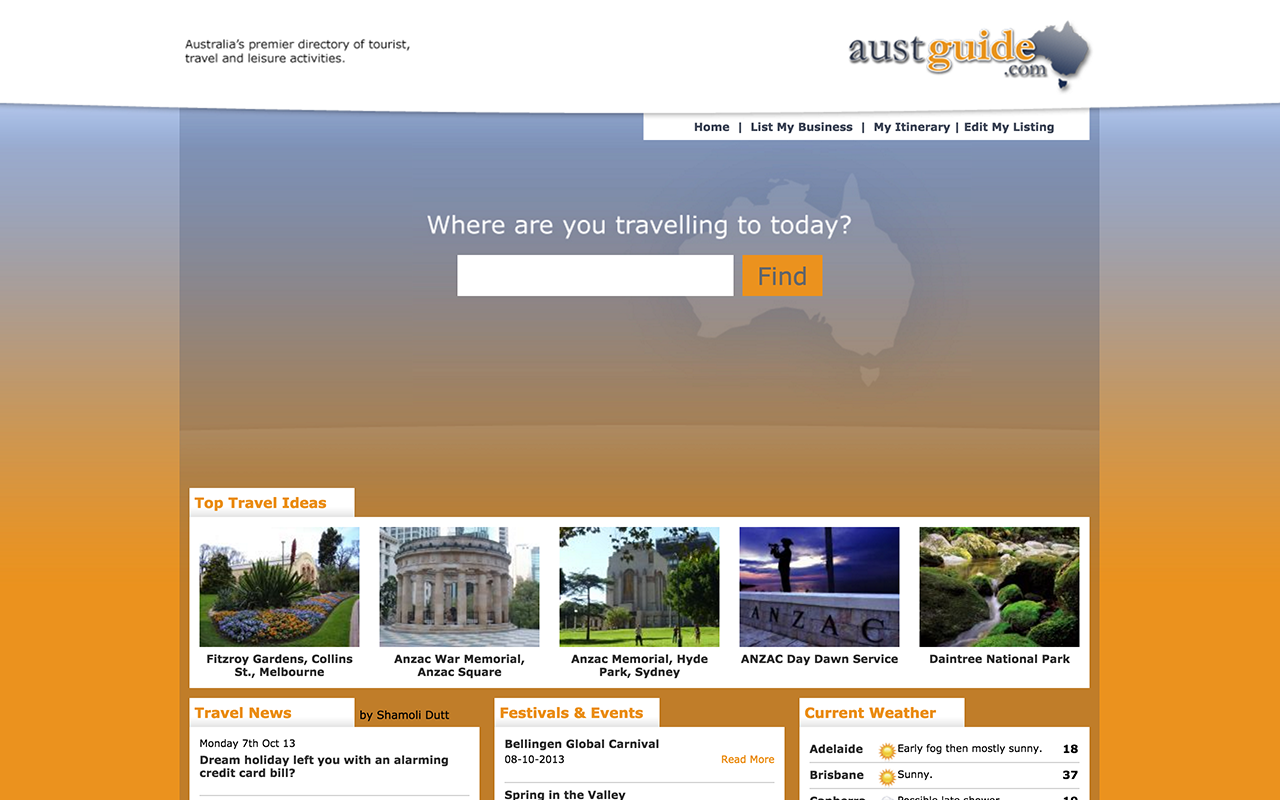 Australia's premier directory of tourist,
travel and leisure activities.
austguide
.com
Home | List My Business | My Itinerary | Edit My Listing
Where are you travelling to today?
Find
Top Travel Ideas
ANZAC
Fitzroy Gardens, Collins
St., Melbourne
Anzac War Memorial,
Anzac Square
Anzac Memorial, Hyde
Park, Sydney
ANZAC Day Dawn Service
Daintree National Park
Travel News
by Shamoli Dutt
Monday 7th Oct 13
Dream holiday left you with an alarming
credit card bill?
Festivals & Events
Bellingen Global Carnival
08-10-2013 Read More
Spring in the Valley
Current Weather
Adelaide Early fog then mostly sunny. 18
Brisbane Sunny. 37
Canberra Possible late shower. 19